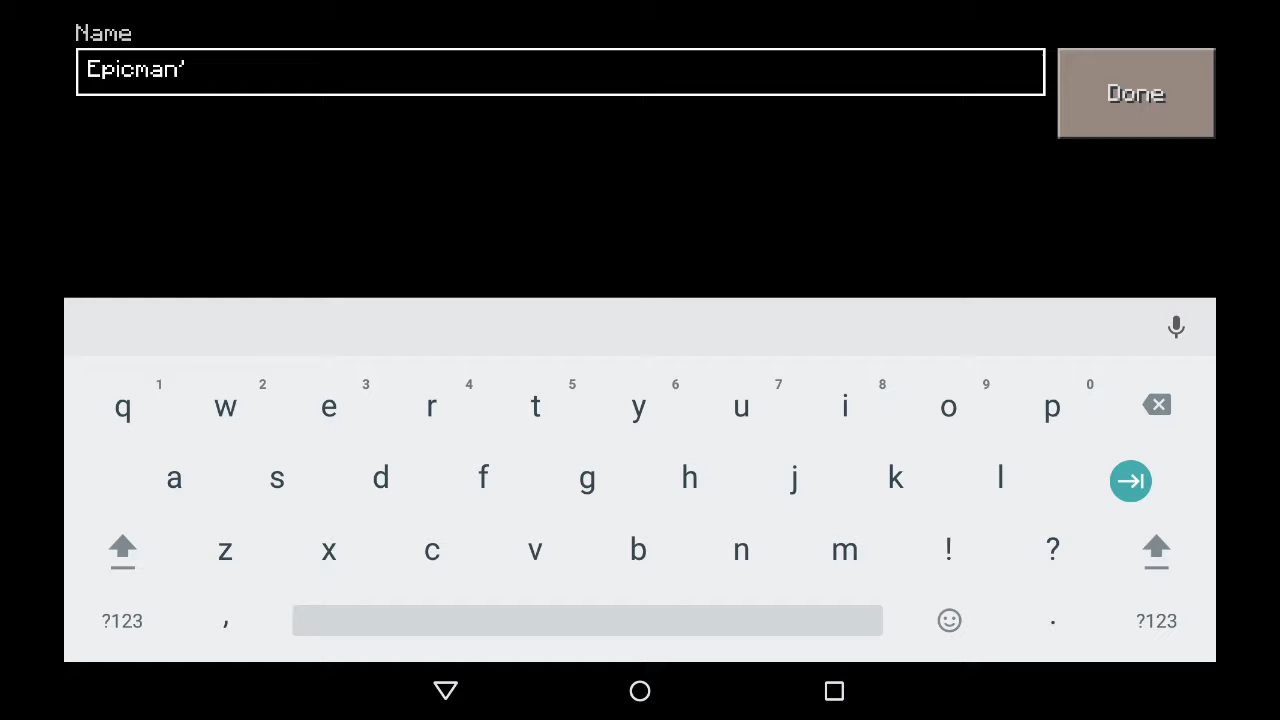 Name
Epicman'
Done
1 2 3 4 5 6 7 8 9 0
q w e r t y u i o p
a s d f g h j k l
z x c v b n m ! ?
?123 , . ?123